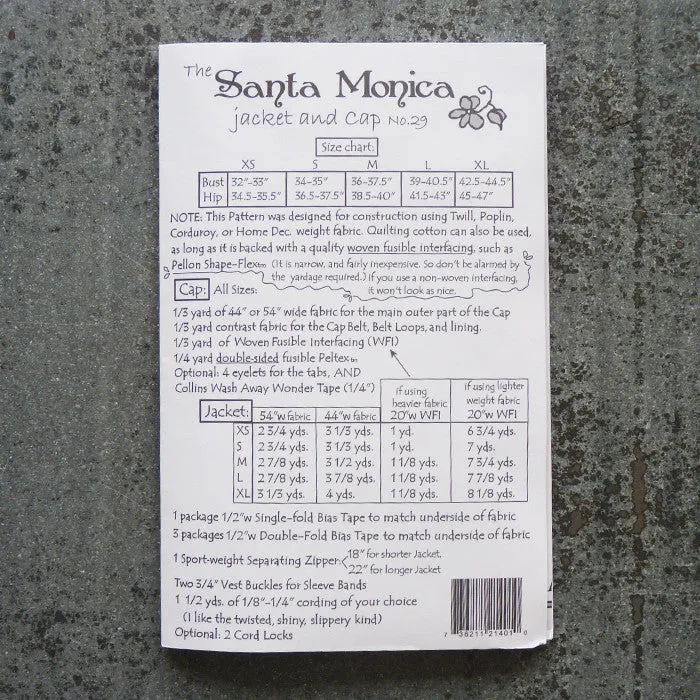 The
Santa Monica
jacket and Cap No.29
Size chart:
XS S M L XL
Bust 32"-33" 34-35" 36-37.5" 39-40.5" 42.5-44.5"
Hip 34.5-35.5" 36.5-37.5" 38.5-40" 41.5-43" 45-47"
NOTE: This Pattern was designed for construction using Twill, Poplin,
Corduroy, or Home Dec. weight fabric. Quilting cotton can also be used,
as long as it is backed with a quality woven fusible interfacing, such as
Pellon Shape-Flex™ (It is narrow, and fairly inexpensive. So don't be alarmed by
the yardage required.) if you use a non-woven interfacing,
it won't look as nice.
Cap: All Sizes:
1/3 yard of 44" or 54" wide fabric for the main outer part of the Cap
1/3 yard contrast fabric for the Cap Belt, Belt Loops, and lining.
1/3 yard of Woven Fusible Interfacing (WFI)
1/4 yard double-sided fusible Peltex™
Optional: 4 eyelets for the tabs, AND
Collins Wash Away Wonder Tape (1/4")
if using
heavier fabric
20"w WFI
if using lighter
weight fabric
20"w WFI
Jacket: 54"w fabric 44"w fabric
XS 2 3/4 yds. 3 1/3 yds. 1 yd. 6 3/4 yds.
S 2 3/4 yds. 3 1/3 yds. 1 yd. 7 yds.
M 2 7/8 yds. 3 1/2 yds. 1 1/8 yds. 7 3/4 yds.
L 2 7/8 yds. 3 7/8 yds. 1 1/8 yds. 7 7/8 yds
XL 3 1/3 yds. 4 yds. 1 1/8 yds. 8 1/8 yds.
1 package 1/2"w Single-fold Bias Tape to match underside of fabric
3 packages 1/2"w Double-Fold Bias Tape to match underside of fabric
1 Sport-weight Separating Zipper: 18" for shorter Jacket,
22" for longer Jacket
Two 3/4" Vest Buckles for Sleeve Bands
1 1/2 yds. of 1/8"-1/4" cording of your choice
(I like the twisted, shiny, slippery kind)
Optional: 2 Cord Locks
7 38211 21401 0